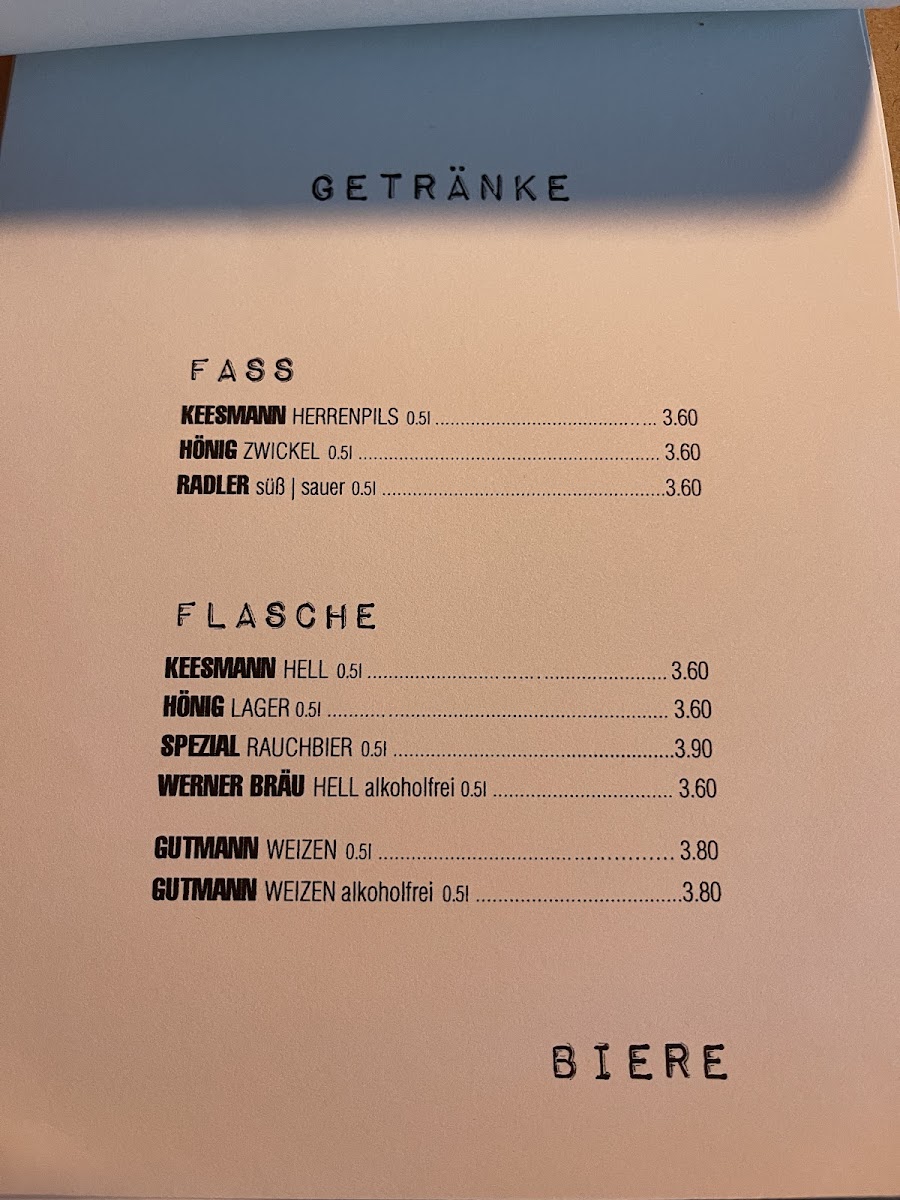 GETRÄNKE
FASS
KEESMANN HERRENPILS 0.5l ........................................ 3.60
HÖNIG ZWICKEL 0.5l ........................................ 3.60
RADLER süß | sauer 0.5l ........................................3.60
FLASCHE
KEESMANN HELL 0.5l ........................................ 3.60
HÖNIG LAGER 0.5l ........................................ 3.60
SPEZIAL RAUCHBIER 0.5l ........................................3.90
WERNER BRÄU HELL alkoholfrei 0.5l ........................................ 3.60
GUTMANN WEIZEN 0.5l ........................................ 3.80
GUTMANN WEIZEN alkoholfrei 0.5l ........................................3.80
BIERE